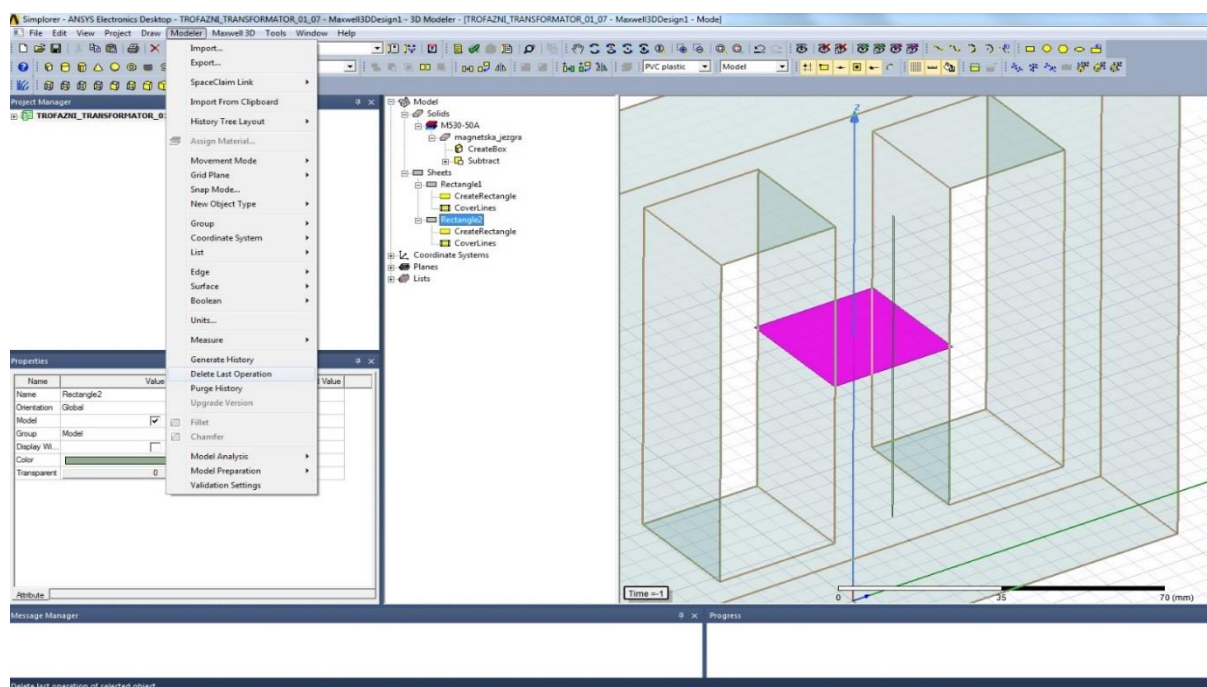 Simplorer - ANSYS Electronics Desktop - TROFAZNI_TRANSFORMATOR_01_07 - Maxwell3DDesign1 - 3D Modeler - [TROFAZNI_TRANSFORMATOR_01_07 - Maxwell3DDesign1 - Model]
File Edit View Project Draw Modeler Maxwell 3D Tools Window Help
PVC plastic Model
Import...
Export...
SpaceClaim Link
Import From Clipboard
History Tree Layout
Assign Material...
Movement Mode
Grid Plane
Snap Mode...
New Object Type
Group
Coordinate System
List
Edge
Surface
Boolean
Units...
Measure
Generate History
Delete Last Operation
Purge History
Upgrade Version
Fillet
Chamfer
Model Analysis
Model Preparation
Validation Settings
Project Manager
TROFAZNI_TRANSFORMATOR_0
Properties
Name Value
Name Rectangle2
Orientation Global
Model
Group Model
Display Wi...
Color
Transparent 0
Attribute
Model
Solids
M530-50A
magnetska_jezgra
CreateBox
Subtract
Sheets
Rectangle1
CreateRectangle
CoverLines
Rectangle2
CreateRectangle
CoverLines
Coordinate Systems
Planes
Lists
Z
Time =-1
0 35 70 (mm)
Message Manager
Progress
Delete last operation of selected object